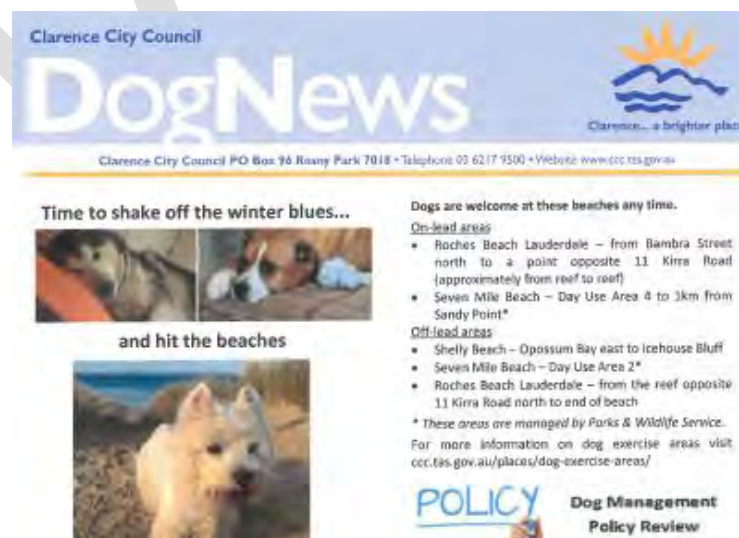 Clarence City Council
DogNews
Clarence... a brighter place
Clarence City Council PO Box 96 Rosny Park 7018 • Telephone 03 6217 9500 • Website www.ccc.tas.gov.au
Time to shake off the winter blues...
and hit the beaches
Dogs are welcome at these beaches any time.
On-lead areas
• Roches Beach Lauderdale – from Bambra Street
north to a point opposite 11 Kirra Road
(approximately from reef to reef)
• Seven Mile Beach – Day Use Area 4 to 1km from
Sandy Point*
Off-lead areas
• Shelly Beach – Opossum Bay east to Icehouse Bluff
• Seven Mile Beach – Day Use Area 2*
• Roches Beach Lauderdale – from the reef opposite
11 Kirra Road north to end of beach
* These areas are managed by Parks & Wildlife Service.
For more information on dog exercise areas visit
ccc.tas.gov.au/places/dog-exercise-areas/
POLICY
Dog Management
Policy Review